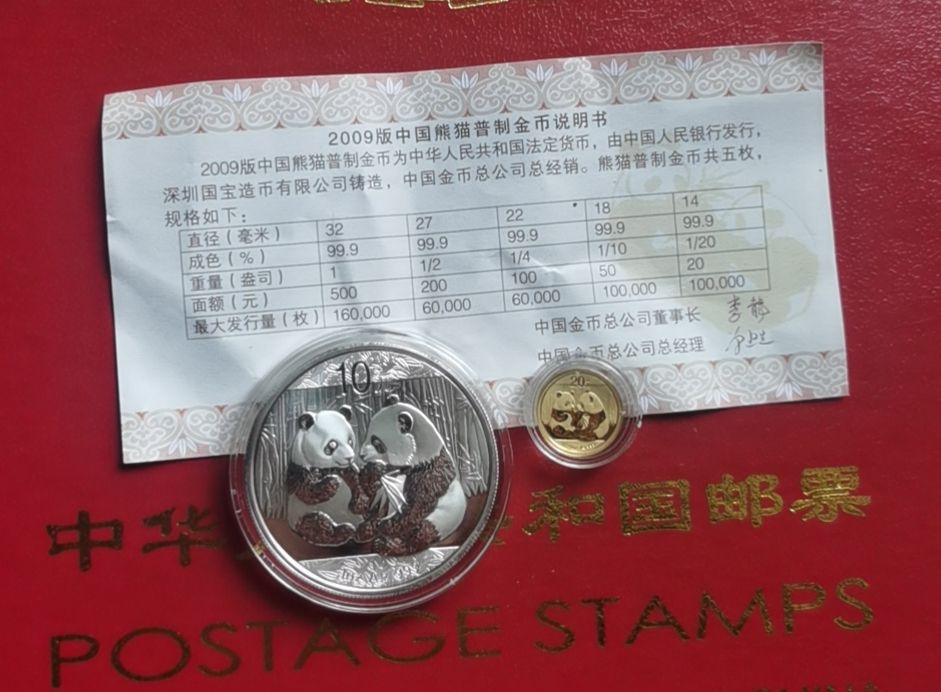 2009版中国熊猫普制金币说明书
2009版中国熊猫普制金币为中华人民共和国法定货币，由中国人民银行发行，
深圳国宝造币有限公司铸造，中国金币总公司总经销。熊猫普制金币共五枚，
规格如下：
直径（毫米） 32 27 22 18 14
成色（%） 99.9 99.9 99.9 99.9 99.9
重量（盎司） 1 1/2 1/4 1/10 1/20
面额（元） 500 200 100 50 20
最大发行量（枚） 160,000 60,000 60,000 100,000 100,000
中国金币总公司董事长
中国金币总公司总经理
10元
20元
中华 和国邮票
POSTAGE STAMPS